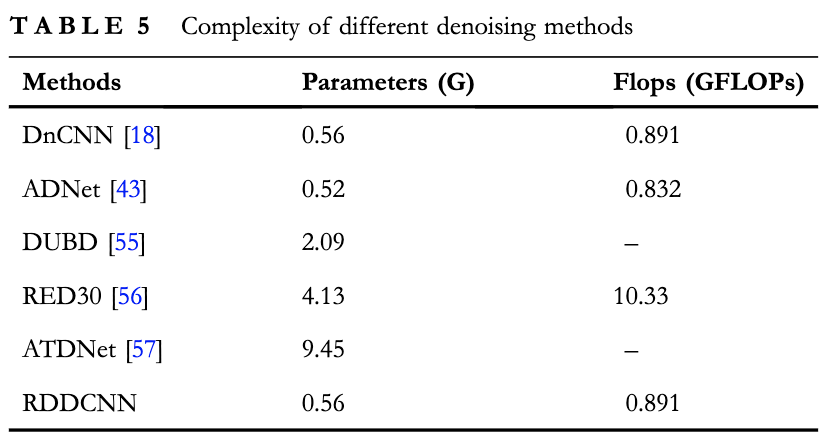 TABLE 5 Complexity of different denoising methods
Methods Parameters (G) Flops (GFLOPs)
DnCNN [18] 0.56 0.891
ADNet [43] 0.52 0.832
DUBD [55] 2.09 –
RED30 [56] 4.13 10.33
ATDNet [57] 9.45 –
RDDCNN 0.56 0.891